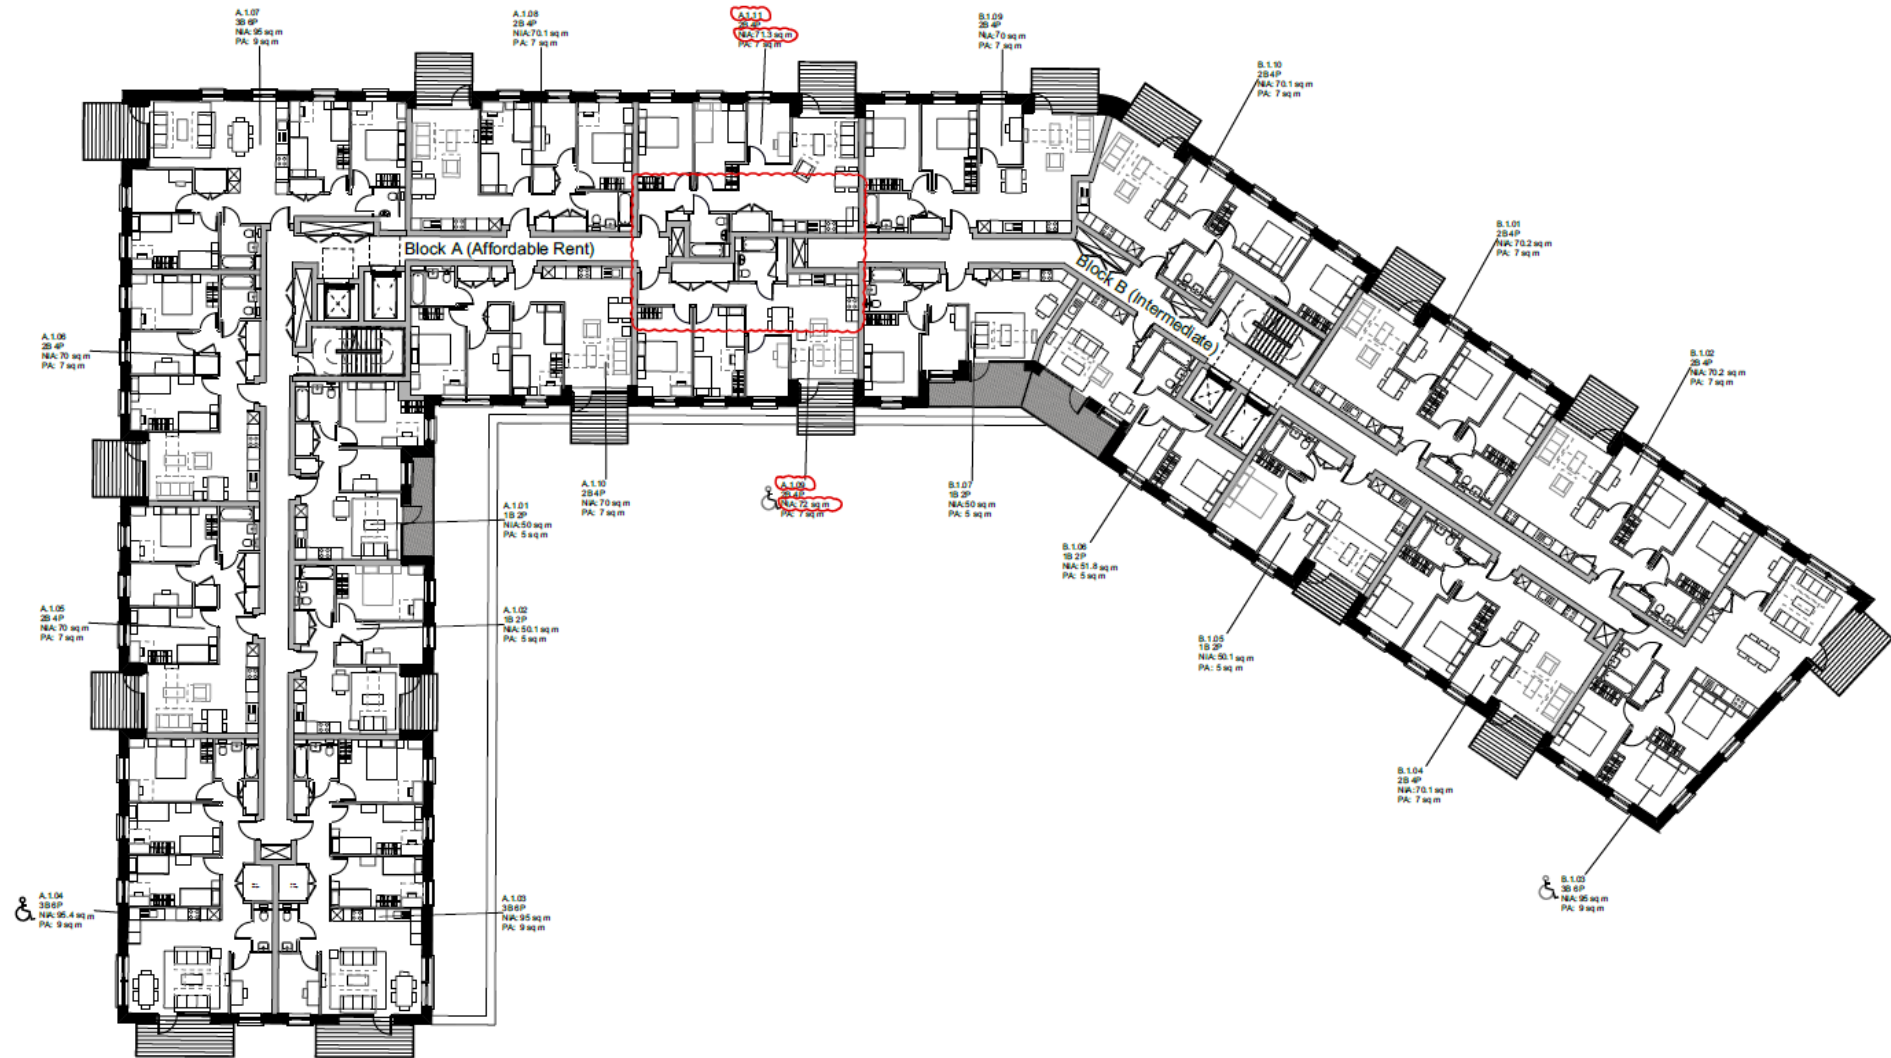 A.1.07
3B 6P
NIA: 95 sq m
PA: 9 sq m
A.1.08
2B 4P
NIA: 70.1 sq m
PA: 7 sq m
A.1.11
2B 4P
NIA: 71.3 sq m
PA: 7 sq m
B.1.09
2B 4P
NIA: 70 sq m
PA: 7 sq m
B.1.10
2B 4P
NIA: 70.1 sq m
PA: 7 sq m
B.1.01
2B 4P
NIA: 70.2 sq m
PA: 7 sq m
Block A (Affordable Rent)
Block B (Intermediate)
A.1.06
2B 4P
NIA: 70 sq m
PA: 7 sq m
B.1.02
2B 4P
NIA: 70.2 sq m
PA: 7 sq m
A.1.10
2B 4P
NIA: 70 sq m
PA: 7 sq m
A.1.09
2B 4P
NIA: 72 sq m
PA: 7 sq m
B.1.07
1B 2P
NIA: 50 sq m
PA: 5 sq m
A.1.01
1B 2P
NIA: 50 sq m
PA: 5 sq m
B.1.06
1B 2P
NIA: 51.8 sq m
PA: 5 sq m
A.1.05
2B 4P
NIA: 70 sq m
PA: 7 sq m
A.1.02
1B 2P
NIA: 50.1 sq m
PA: 5 sq m
B.1.05
1B 2P
NIA: 50.1 sq m
PA: 5 sq m
B.1.04
2B 4P
NIA: 70.1 sq m
PA: 7 sq m
A.1.04
3B 6P
NIA: 95.4 sq m
PA: 9 sq m
A.1.03
3B 6P
NIA: 95 sq m
PA: 9 sq m
B.1.03
3B 6P
NIA: 95 sq m
PA: 9 sq m